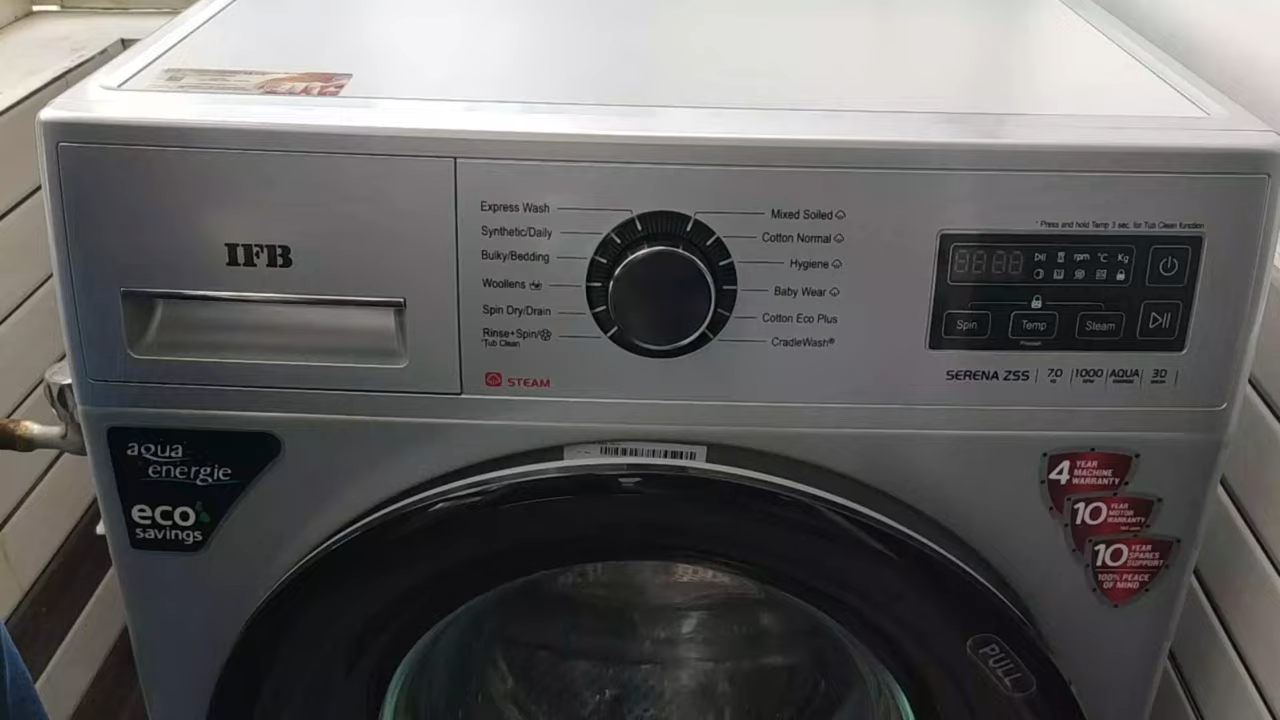 IFB
Express Wash
Synthetic/Daily
Bulky/Bedding
Woollens
Spin Dry/Drain
Rinse+Spin/
*Tub Clean
STEAM
Mixed Soiled
Cotton Normal
Hygiene
Baby Wear
Cotton Eco Plus
CradleWash®
* Press and hold Temp 3 sec. for Tub Clean function
rpm °C Kg
Spin Temp Steam
SERENA ZSS 7.0 1000 AQUA 3D
aqua
energie
eco
savings
4 YEAR
MACHINE
WARRANTY
10 YEAR
MOTOR
WARRANTY
10 YEAR
SPARES
SUPPORT
100% PEACE
OF MIND
PULL